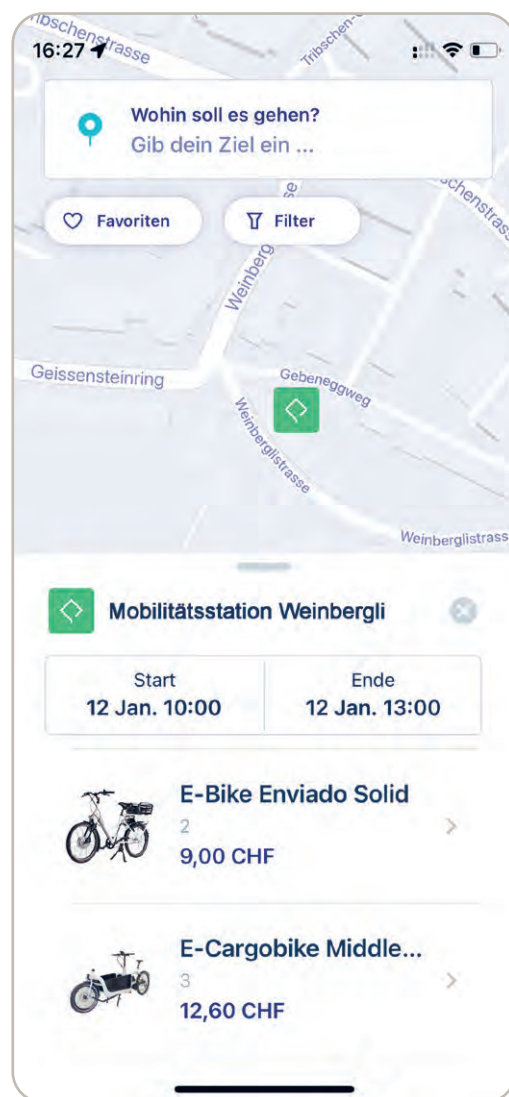 Tribschenstrasse
16:27
Wohin soll es gehen?
Gib dein Ziel ein ...
Favoriten
Filter
Geissensteinring
Gebeneggweg
Weinberglistrasse
Weinberglistrass
Mobilitätsstation Weinbergli
Start
Ende
12 Jan. 10:00
12 Jan. 13:00
E-Bike Enviado Solid
2
9,00 CHF
E-Cargobike Middle...
3
12,60 CHF